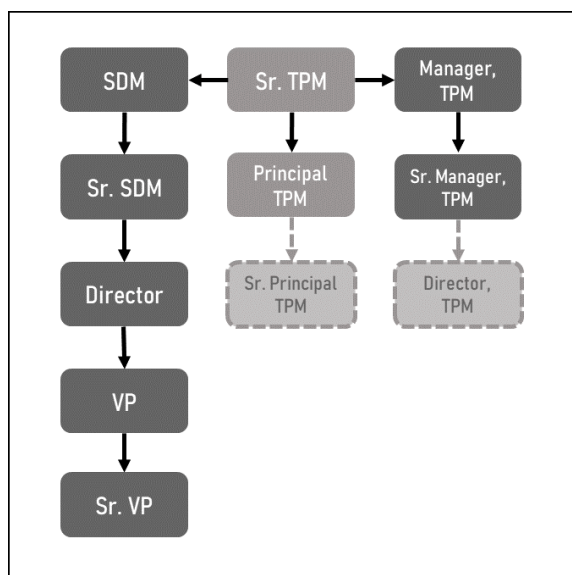 SDM
Sr. TPM
Manager,
TPM
Sr. SDM
Principal
TPM
Sr. Manager,
TPM
Director
Sr. Principal
TPM
Director,
TPM
VP
Sr. VP